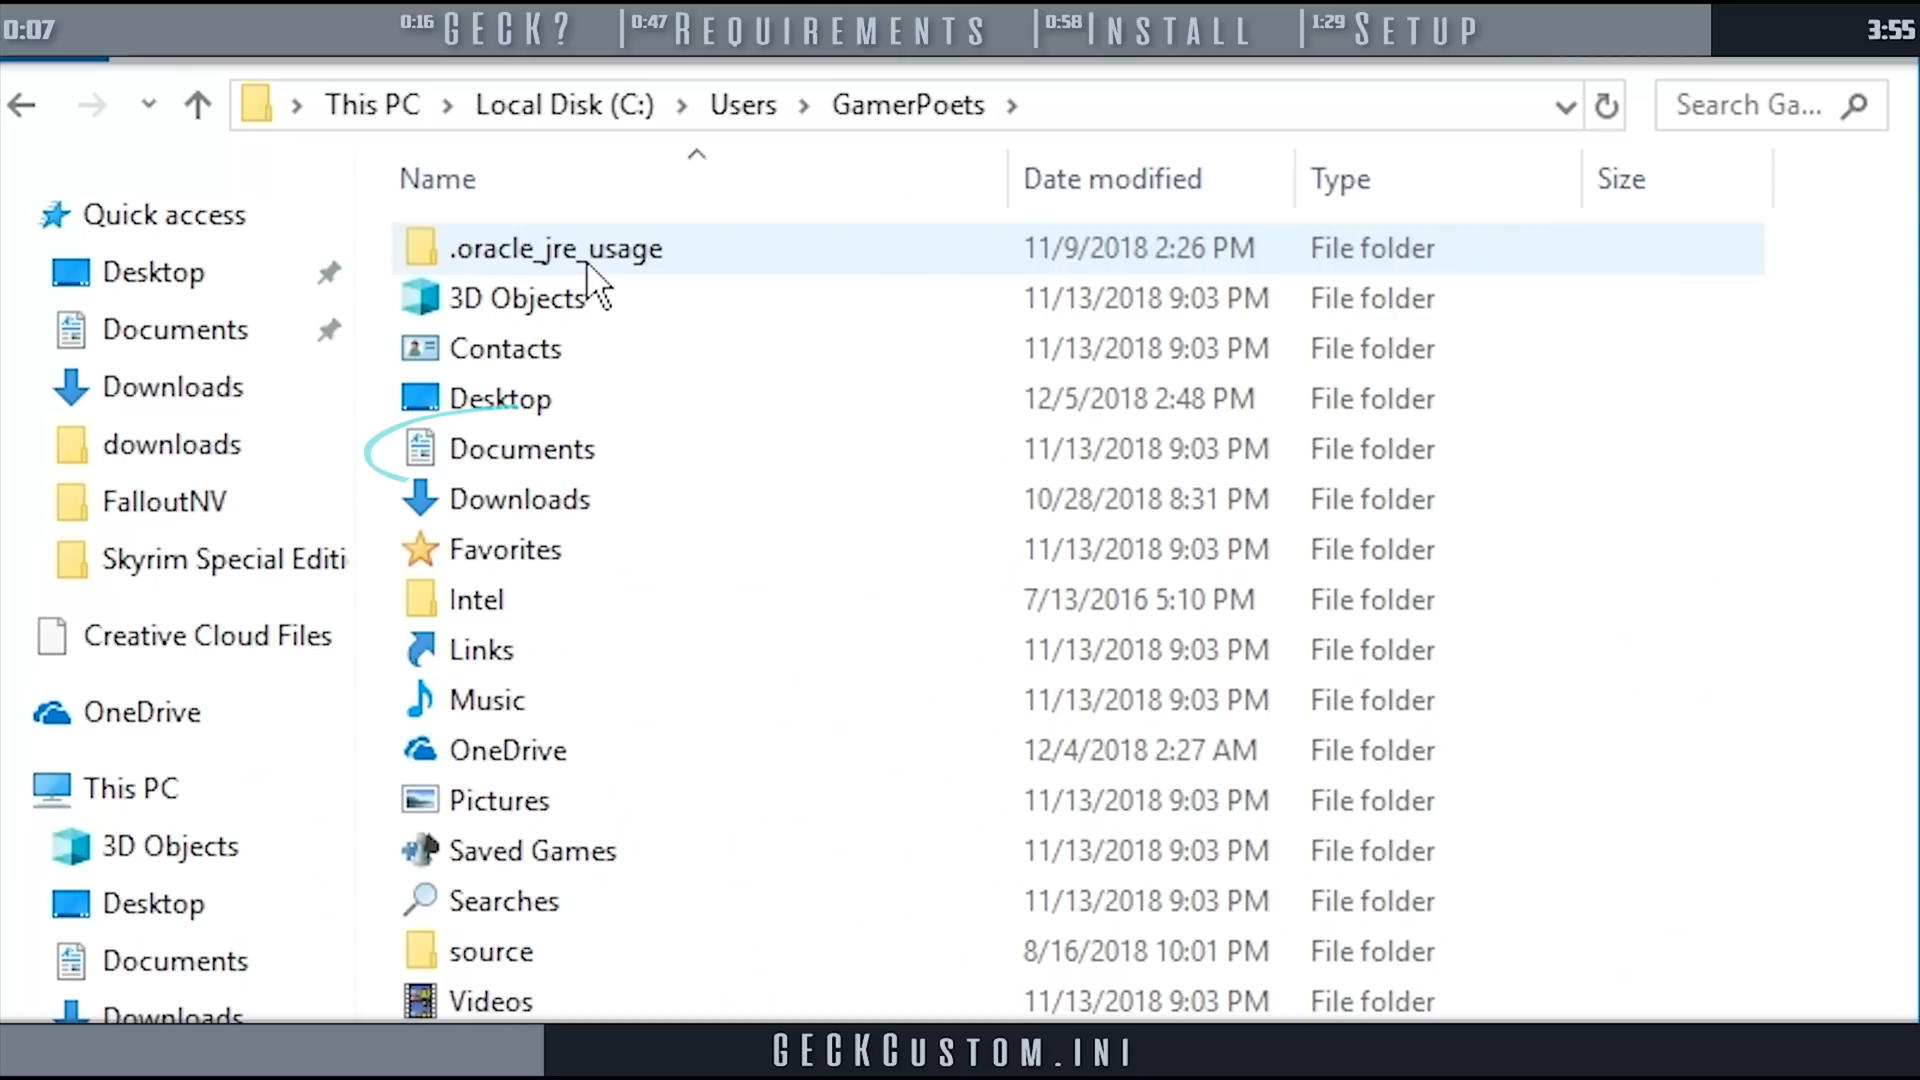 0:07 0:16 GECK? 0:47 REQUIREMENTS 0:58 INSTALL 1:29 SETUP 3:55
This PC Local Disk (C:) Users GamerPoets Search Ga...
Name Date modified Type Size
Quick access
Desktop
Documents
Downloads
downloads
FalloutNV
Skyrim Special Editi
Creative Cloud Files
OneDrive
This PC
3D Objects
Desktop
Documents
Downloads
.oracle_jre_usage 11/9/2018 2:26 PM File folder
3D Objects 11/13/2018 9:03 PM File folder
Contacts 11/13/2018 9:03 PM File folder
Desktop 12/5/2018 2:48 PM File folder
Documents 11/13/2018 9:03 PM File folder
Downloads 10/28/2018 8:31 PM File folder
Favorites 11/13/2018 9:03 PM File folder
Intel 7/13/2016 5:10 PM File folder
Links 11/13/2018 9:03 PM File folder
Music 11/13/2018 9:03 PM File folder
OneDrive 12/4/2018 2:27 AM File folder
Pictures 11/13/2018 9:03 PM File folder
Saved Games 11/13/2018 9:03 PM File folder
Searches 11/13/2018 9:03 PM File folder
source 8/16/2018 10:01 PM File folder
Videos 11/13/2018 9:03 PM File folder
GECKCUSTOM.INI